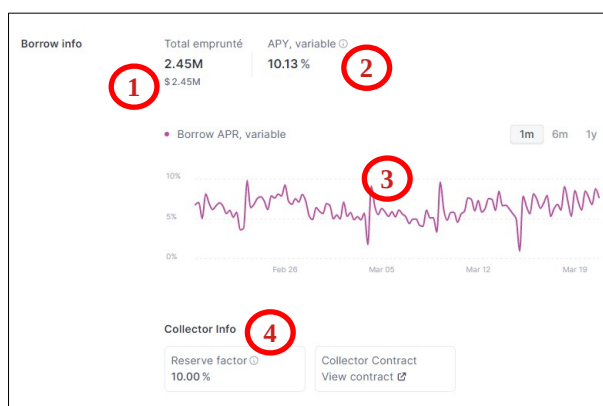 Borrow info
Total emprunté
APY, variable
2.45M
10.13 %
$ 2.45M
1
2
Borrow APR, variable
1m
6m
1y
10%
3
5%
0%
Feb 26
Mar 05
Mar 12
Mar 19
Collector Info
4
Reserve factor
Collector Contract
10.00 %
View contract